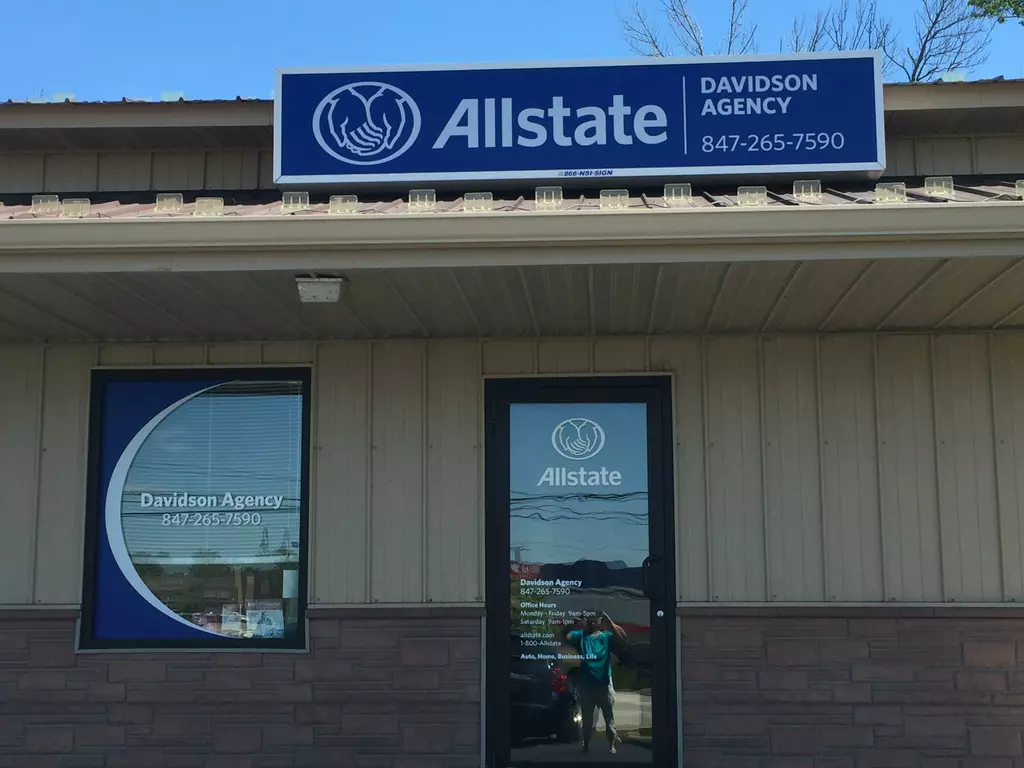 Allstate
DAVIDSON
AGENCY
847-265-7590
866-NSI-SIGN
Davidson Agency
847-265-7590
Allstate
Davidson Agency
847-265-7590
Office Hours
Monday - Friday 9am-5pm
Saturday 9am-1pm
allstate.com
1-800-Allstate
Auto, Home, Business, Life